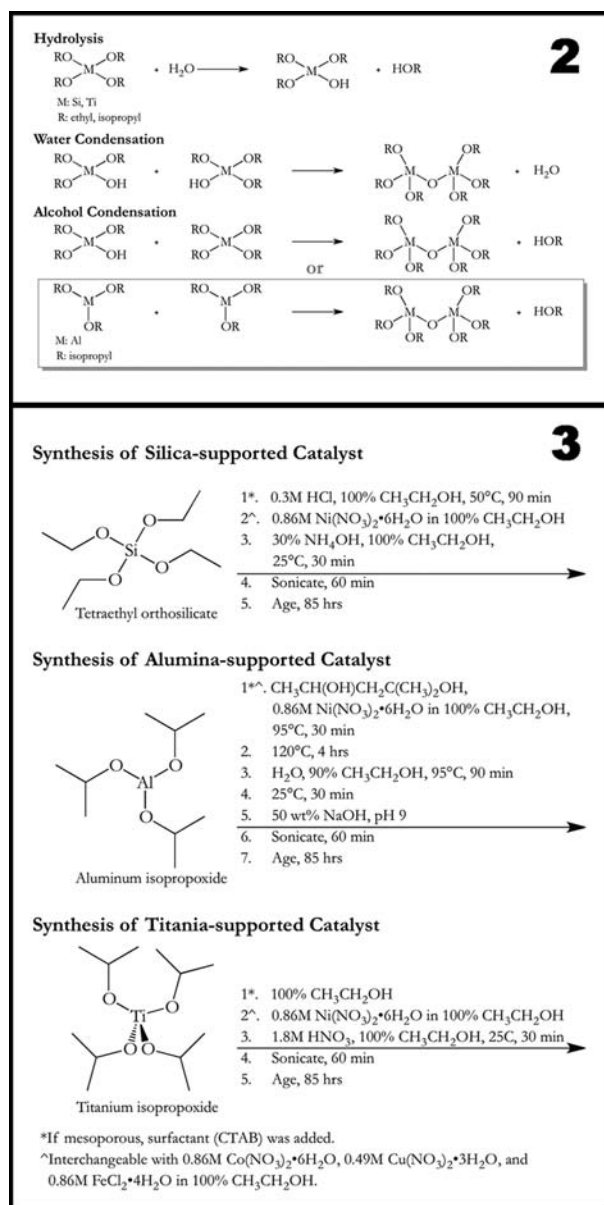 2
Hydrolysis
RO OR RO OR
M + H₂O M + HOR
RO OR RO OH
M: Si, Ti
R: ethyl, isopropyl
Water Condensation
RO OR RO OR RO OR
M + M RO M O M OR + H₂O
RO OH HO OR OR OR
Alcohol Condensation
RO OR RO OR RO OR
M + M RO M O M OR + HOR
RO OH RO OR OR OR
or
RO OR RO OR RO OR
M + M RO M O M OR + HOR
OR OR OR OR
M: Al
R: isopropyl
3
Synthesis of Silica-supported Catalyst
O O Si O O
Tetraethyl orthosilicate
1*. 0.3M HCl, 100% CH₃CH₂OH, 50°C, 90 min
2^. 0.86M Ni(NO₃)₂•6H₂O in 100% CH₃CH₂OH
3. 30% NH₄OH, 100% CH₃CH₂OH,
25°C, 30 min
4. Sonicate, 60 min
5. Age, 85 hrs
Synthesis of Alumina-supported Catalyst
O Al O O
Aluminum isopropoxide
1*^. CH₃CH(OH)CH₂C(CH₃)₂OH,
0.86M Ni(NO₃)₂•6H₂O in 100% CH₃CH₂OH,
95°C, 30 min
2. 120°C, 4 hrs
3. H₂O, 90% CH₃CH₂OH, 95°C, 90 min
4. 25°C, 30 min
5. 50 wt% NaOH, pH 9
6. Sonicate, 60 min
7. Age, 85 hrs
Synthesis of Titania-supported Catalyst
O Ti O O O
Titanium isopropoxide
1*. 100% CH₃CH₂OH
2^. 0.86M Ni(NO₃)₂•6H₂O in 100% CH₃CH₂OH
3. 1.8M HNO₃, 100% CH₃CH₂OH, 25C, 30 min
4. Sonicate, 60 min
5. Age, 85 hrs
*If mesoporous, surfactant (CTAB) was added.
^Interchangeable with 0.86M Co(NO₃)₂•6H₂O, 0.49M Cu(NO₃)₂•3H₂O, and
0.86M FeCl₂•4H₂O in 100% CH₃CH₂OH.